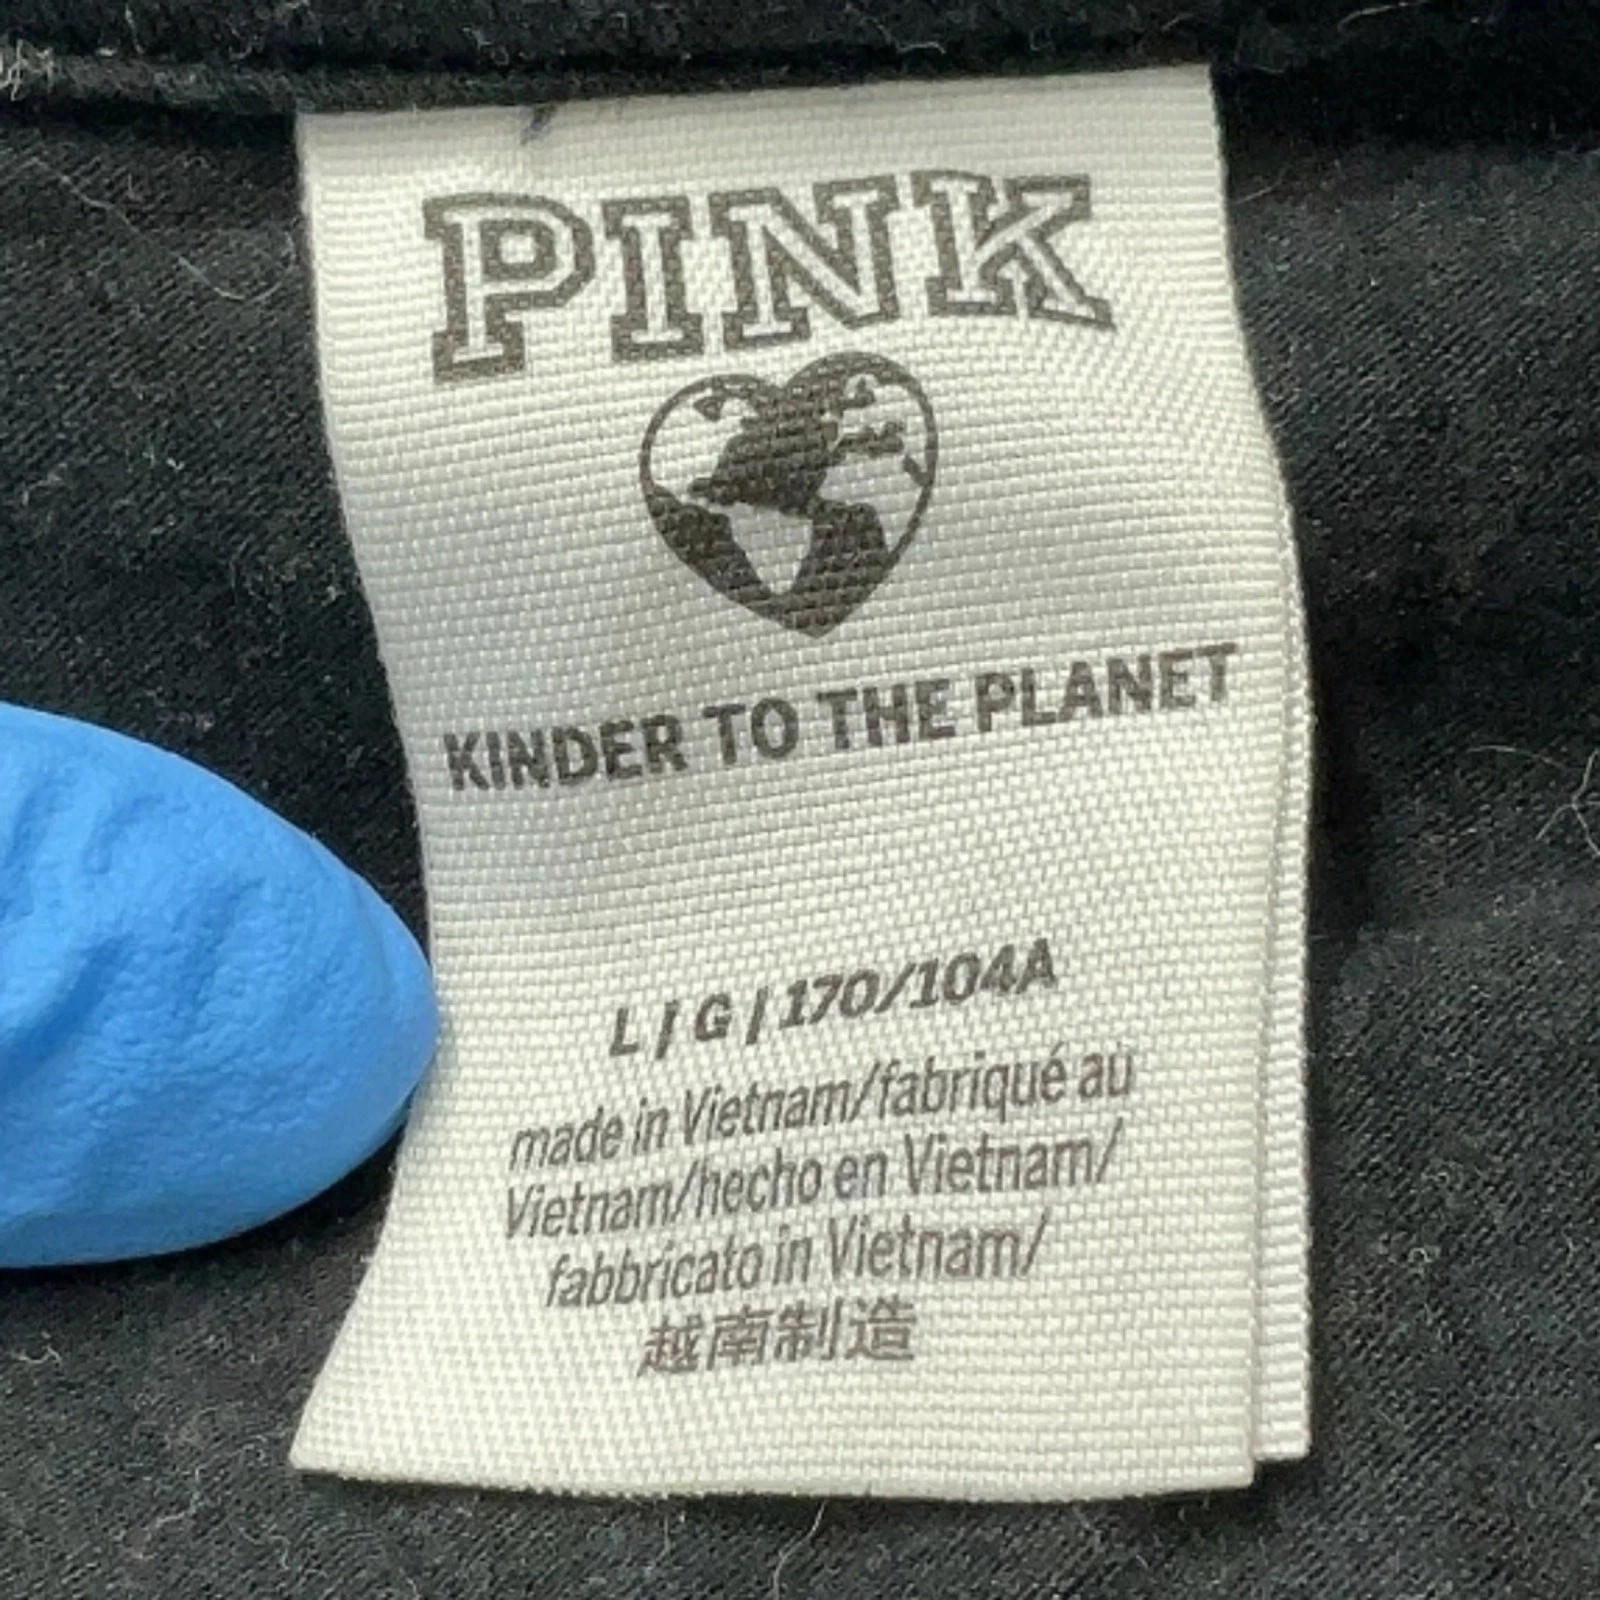 PINK
KINDER TO THE PLANET
L / G / 170/104A
made in Vietnam/fabriqué au
Vietnam/hecho en Vietnam/
fabbricato in Vietnam/
越南制造